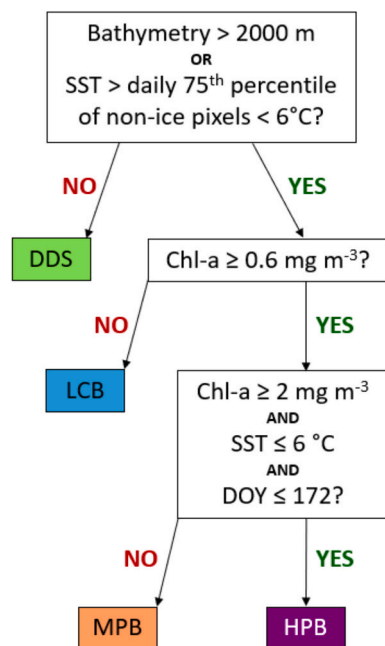 Bathymetry > 2000 m
OR
SST > daily 75th percentile
of non-ice pixels < 6°C?
NO
YES
DDS
Chl-a ≥ 0.6 mg m-3?
NO
YES
LCB
Chl-a ≥ 2 mg m-3
AND
SST ≤ 6 °C
AND
DOY ≤ 172?
NO
YES
MPB
HPB